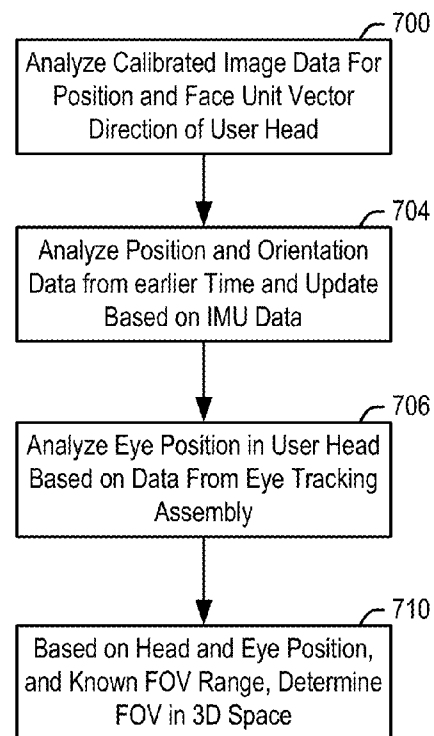 700
Analyze Calibrated Image Data For
Position and Face Unit Vector
Direction of User Head
704
Analyze Position and Orientation
Data from earlier Time and Update
Based on IMU Data
706
Analyze Eye Position in User Head
Based on Data From Eye Tracking
Assembly
710
Based on Head and Eye Position,
and Known FOV Range, Determine
FOV in 3D Space